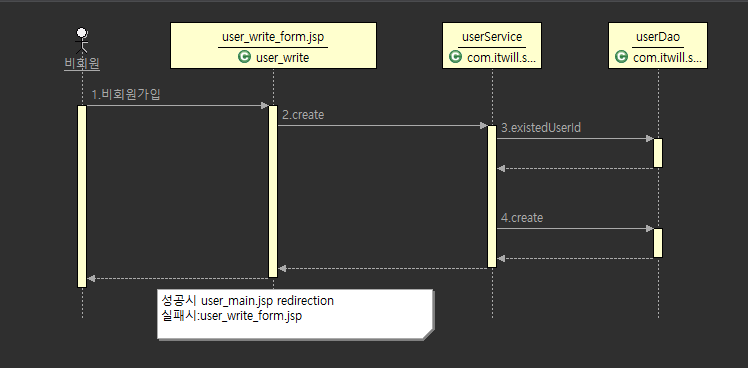 비회원
user_write_form.jsp
user_write
userService
com.itwill.s...
userDao
com.itwill.s...
1.비회원가입
2.create
3.existedUserId
4.create
성공시 user_main.jsp redirection
실패시:user_write_form.jsp